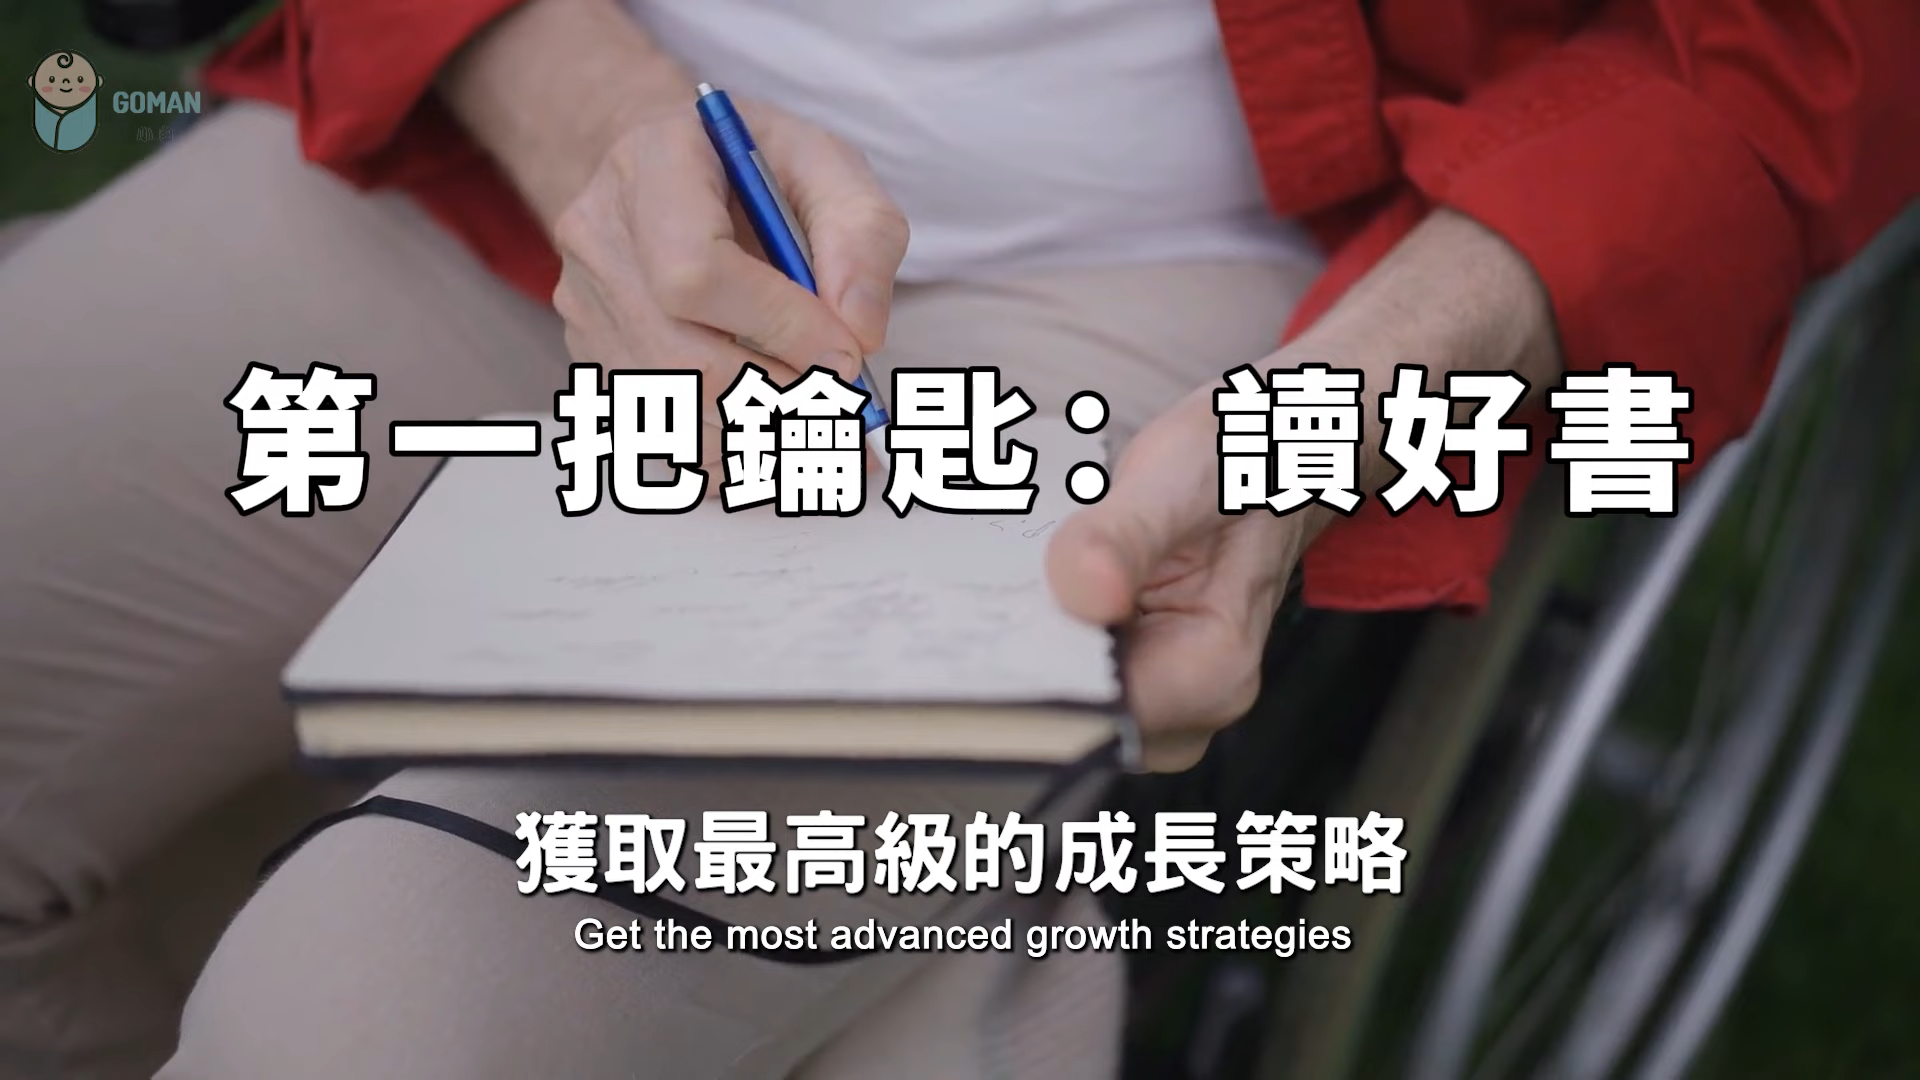 GOMAN
第一把鑰匙：讀好書
獲取最高級的成長策略
Get the most advanced growth strategies